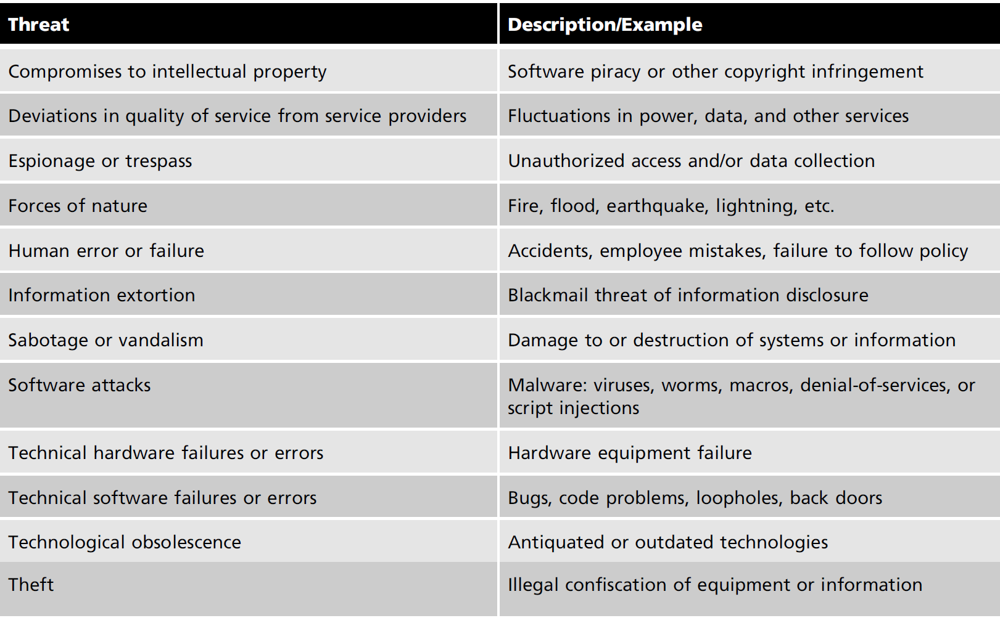 Threat Description/Example
Compromises to intellectual property Software piracy or other copyright infringement
Deviations in quality of service from service providers Fluctuations in power, data, and other services
Espionage or trespass Unauthorized access and/or data collection
Forces of nature Fire, flood, earthquake, lightning, etc.
Human error or failure Accidents, employee mistakes, failure to follow policy
Information extortion Blackmail threat of information disclosure
Sabotage or vandalism Damage to or destruction of systems or information
Software attacks Malware: viruses, worms, macros, denial-of-services, or
script injections
Technical hardware failures or errors Hardware equipment failure
Technical software failures or errors Bugs, code problems, loopholes, back doors
Technological obsolescence Antiquated or outdated technologies
Theft Illegal confiscation of equipment or information